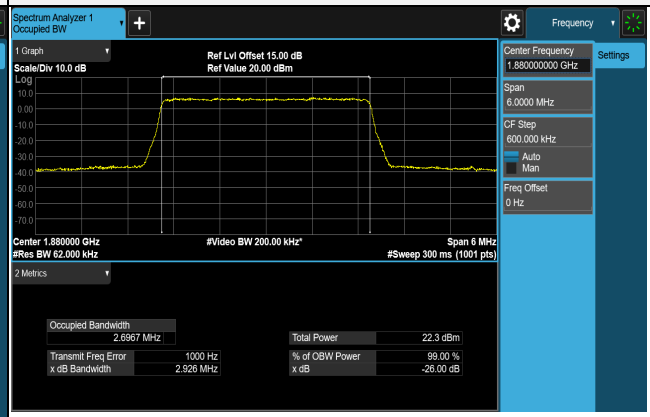 Spectrum Analyzer 1
Occupied BW
+
Frequency
1 Graph
Scale/Div 10.0 dB
Ref Lvl Offset 15.00 dB
Ref Value 20.00 dBm
Log
10.0
0.00
-10.0
-20.0
-30.0
-40.0
-50.0
-60.0
-70.0
Center 1.880000 GHz
#Video BW 200.00 kHz*
Span 6 MHz
#Res BW 62.000 kHz
#Sweep 300 ms (1001 pts)
2 Metrics
Occupied Bandwidth
2.6967 MHz
Total Power 22.3 dBm
Transmit Freq Error 1000 Hz
% of OBW Power 99.00 %
x dB Bandwidth 2.926 MHz
x dB -26.00 dB
Center Frequency
1.880000000 GHz
Settings
Span
6.0000 MHz
CF Step
600.000 kHz
Auto
Man
Freq Offset
0 Hz